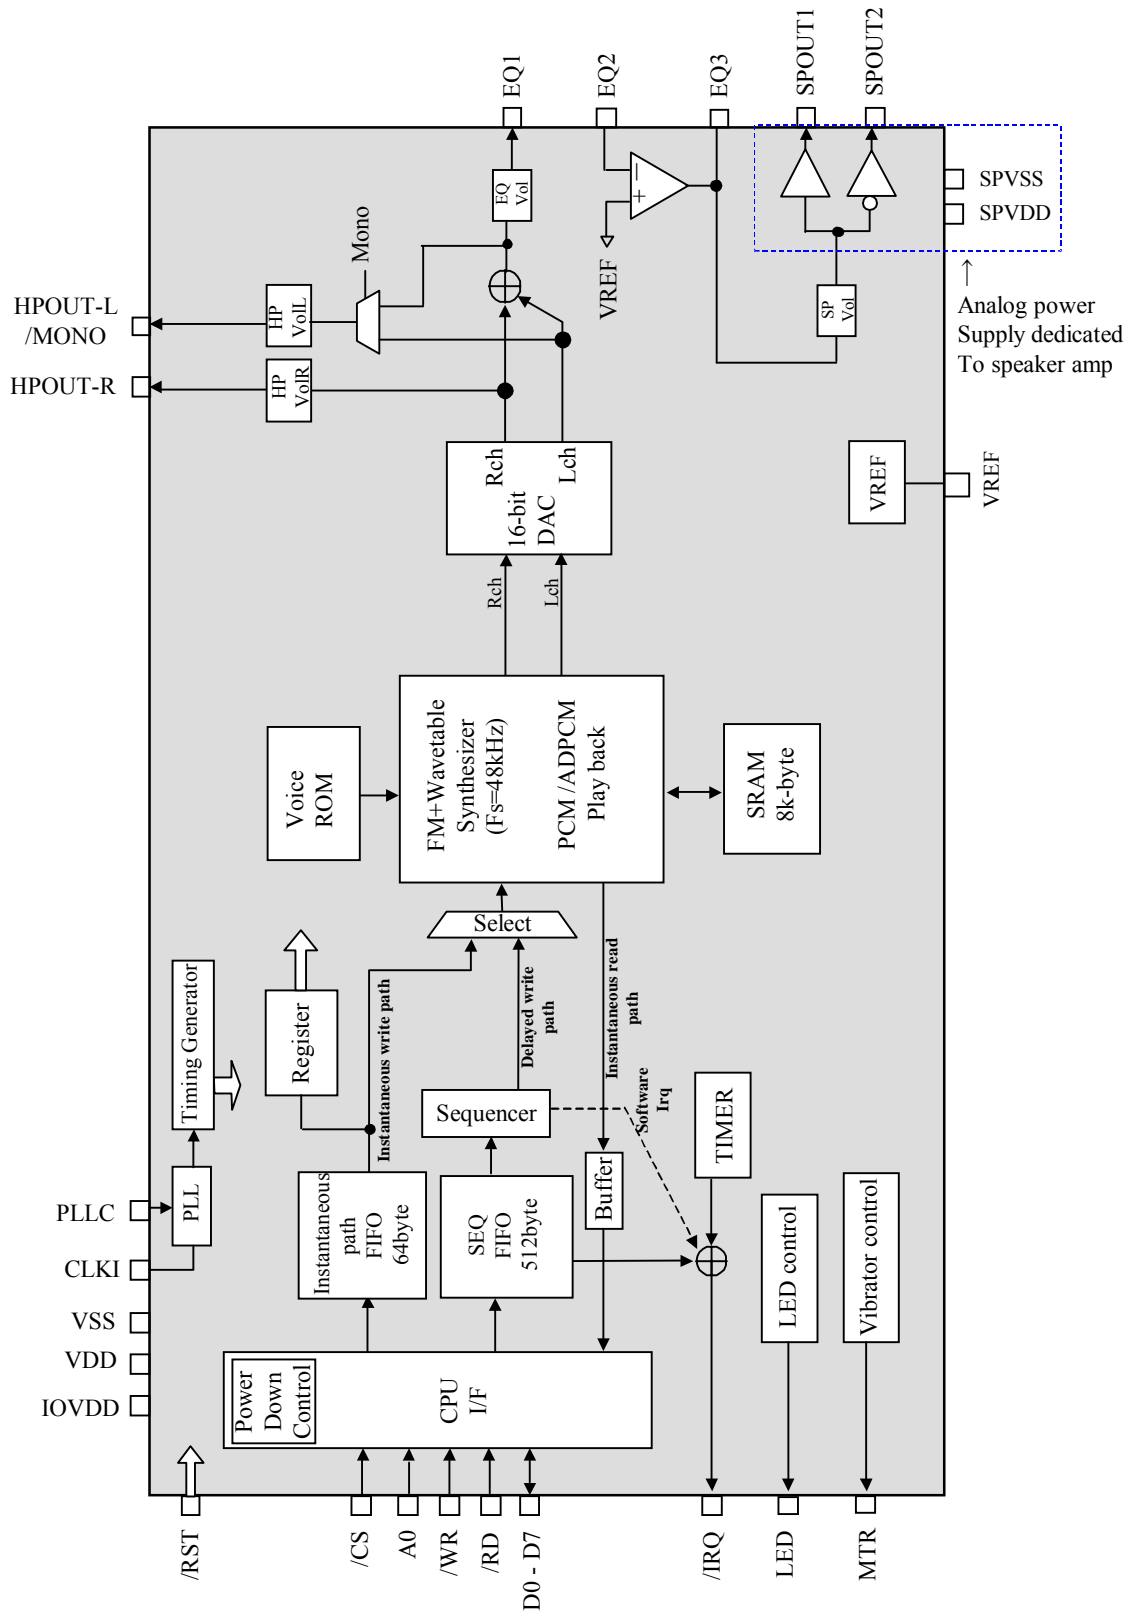 HPOUT-L
/MONO
HPOUT-R
PLLC
CLKI
VSS
VDD
IOVDD
/RST
/CS
A0
/WR
/RD
D0 - D7
/IRQ
LED
MTR
Power
Down
Control
CPU
I/F
PLL
Timing Generator
Register
Instantaneous
path
FIFO
64byte
Instantaneous write path
SEQ
FIFO
512byte
Sequencer
Delayed write
path
Select
Buffer
Instantaneous read
path
Software
Irq
TIMER
LED control
Vibrator control
Voice
ROM
FM+Wavetable
Synthesizer
(Fs=48kHz)
PCM /ADPCM
Play back
SRAM
8k-byte
Rch
Lch
16-bit
DAC
Rch
Lch
HP
VolL
HP
VolR
Mono
EQ
Vol
VREF
+
−
SP
Vol
VREF
VREF
EQ1
EQ2
EQ3
SPOUT1
SPOUT2
SPVSS
SPVDD
Analog power
Supply dedicated
To speaker amp